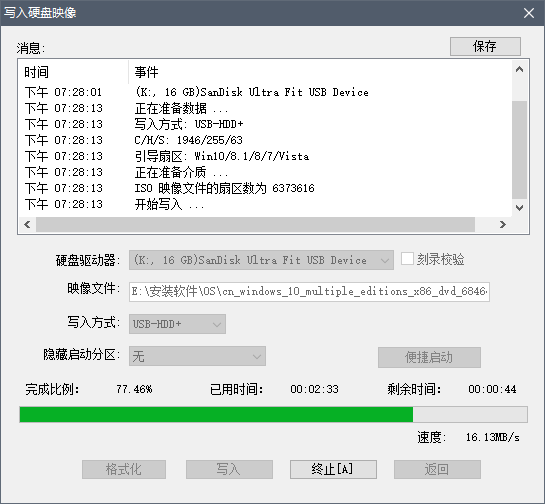 写入硬盘映像
消息:
保存
时间 事件
下午 07:28:01 (K:, 16 GB)SanDisk Ultra Fit USB Device
下午 07:28:13 正在准备数据 ...
下午 07:28:13 写入方式: USB-HDD+
下午 07:28:13 C/H/S: 1946/255/63
下午 07:28:13 引导扇区: Win10/8.1/8/7/Vista
下午 07:28:13 正在准备介质 ...
下午 07:28:13 ISO 映像文件的扇区数为 6373616
下午 07:28:13 开始写入 ...
硬盘驱动器: (K:, 16 GB)SanDisk Ultra Fit USB Device 刻录校验
映像文件: E:\安装软件\OS\cn_windows_10_multiple_editions_x86_dvd_6846
写入方式: USB-HDD+
隐藏启动分区: 无 便捷启动
完成比例: 77.46% 已用时间: 00:02:33 剩余时间: 00:00:44
速度: 16.13MB/s
格式化 写入 终止[A] 返回